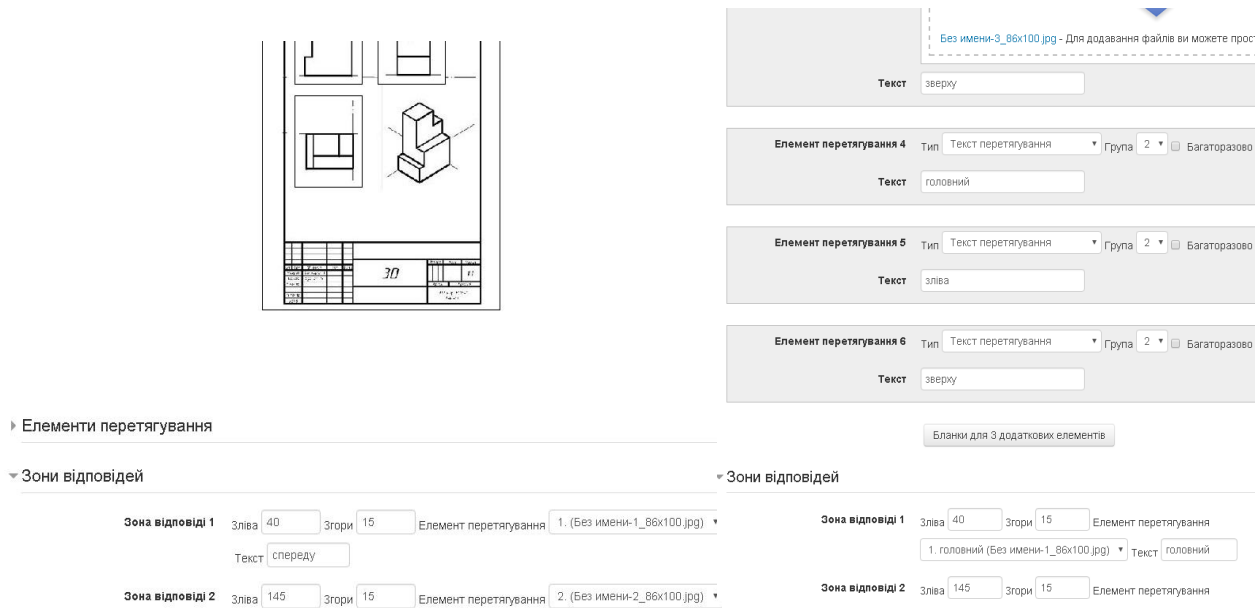 3D
Елементи перетягування
Зони відповідей
Зона відповіді 1 Зліва 40 Згори 15 Елемент перетягування 1. (Без имени-1_86x100.jpg)
Текст спереду
Зона відповіді 2 Зліва 145 Згори 15 Елемент перетягування 2. (Без имени-2_86x100.jpg)
Без имени-3_86x100.jpg - Для додавання файлів ви можете прост
Текст зверху
Елемент перетягування 4 Тип Текст перетягування Група 2 Багаторазово
Текст головний
Елемент перетягування 5 Тип Текст перетягування Група 2 Багаторазово
Текст зліва
Елемент перетягування 6 Тип Текст перетягування Група 2 Багаторазово
Текст зверху
Бланки для 3 додаткових елементів
Зони відповідей
Зона відповіді 1 Зліва 40 Згори 15 Елемент перетягування
1. головний (Без имени-1_86x100.jpg) Текст головний
Зона відповіді 2 Зліва 145 Згори 15 Елемент перетягування